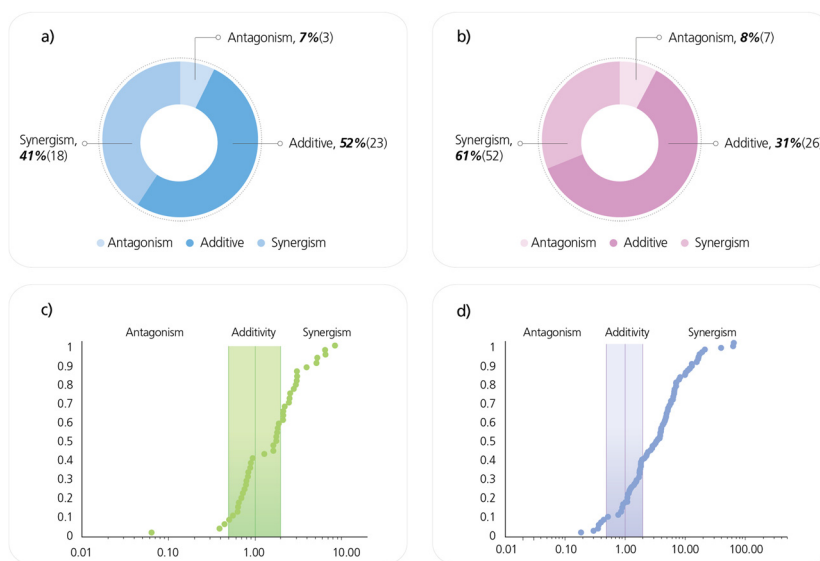 a)
Antagonism, 7%(3)
Synergism,
41%(18)
Additive, 52%(23)
Antagonism Additive Synergism
b)
Antagonism, 8%(7)
Synergism,
61%(52)
Additive, 31%(26)
Antagonism Additive Synergism
c)
Antagonism Additivity Synergism
1
0.9
0.8
0.7
0.6
0.5
0.4
0.3
0.2
0.1
0
0.01 0.10 1.00 10.00
d)
Antagonism Additivity Synergism
1
0.9
0.8
0.7
0.6
0.5
0.4
0.3
0.2
0.1
0
0.01 0.10 1.00 10.00 100.00